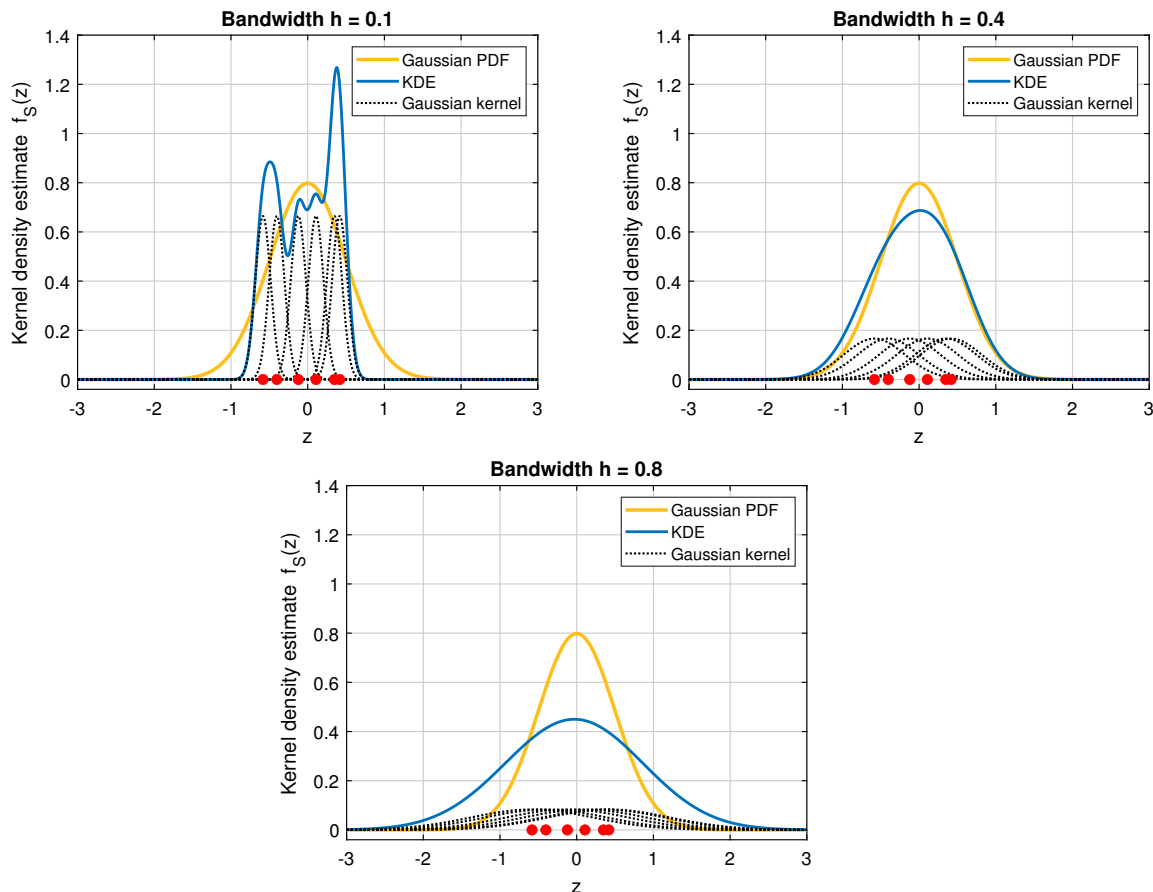 Bandwidth h = 0.1
Kernel density estimate f_S(z)
1.4
1.2
1
0.8
0.6
0.4
0.2
0
-3 -2 -1 0 1 2 3
z
Gaussian PDF
KDE
Gaussian kernel
Bandwidth h = 0.4
Kernel density estimate f_S(z)
1.4
1.2
1
0.8
0.6
0.4
0.2
0
-3 -2 -1 0 1 2 3
z
Gaussian PDF
KDE
Gaussian kernel
Bandwidth h = 0.8
Kernel density estimate f_S(z)
1.4
1.2
1
0.8
0.6
0.4
0.2
0
-3 -2 -1 0 1 2 3
z
Gaussian PDF
KDE
Gaussian kernel